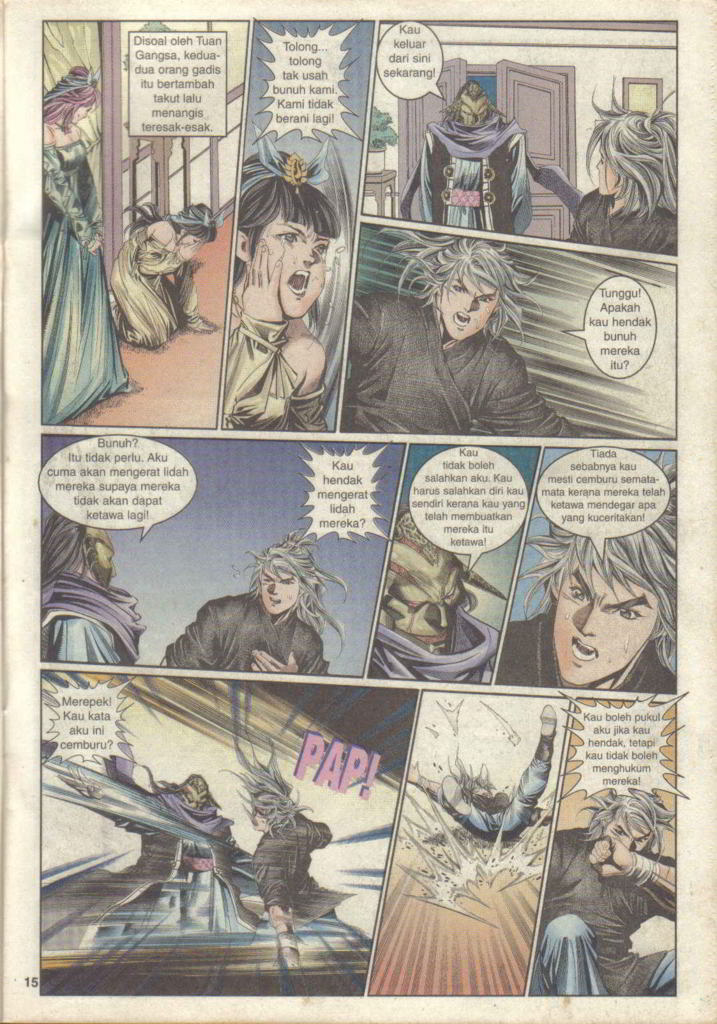 Disoal oleh Tuan
Gangsa, kedua-
dua orang gadis
itu bertambah
takut lalu
menangis
teresak-esak.
Tolong...
tolong
tak usah
bunuh kami.
Kami tidak
berani lagi!
Kau
keluar
dari sini
sekarang!
Tunggu!
Apakah
kau hendak
bunuh
mereka
itu?
Bunuh?
Itu tidak perlu. Aku
cuma akan mengerat lidah
mereka supaya mereka
tidak akan dapat
ketawa lagi!
Kau
hendak
mengerat
lidah
mereka?
Kau
tidak boleh
salahkan aku. Kau
harus salahkan diri kau
sendiri kerana kau yang
telah membuatkan
mereka itu
ketawa!
Tiada
sebabnya kau
mesti cemburu semata-
mata kerana mereka telah
ketawa mendegar apa
yang kuceritakan!
Merepek!
Kau kata
aku ini
cemburu?
PAP!
Kau boleh pukul
aku jika kau
hendak, tetapi
kau tidak boleh
menghukum
mereka!
15